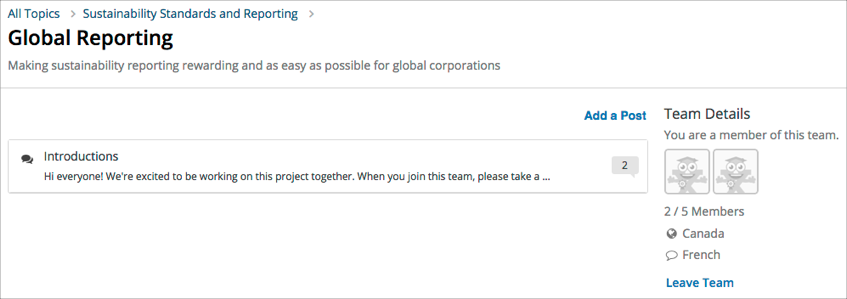 All Topics > Sustainability Standards and Reporting >
Global Reporting
Making sustainability reporting rewarding and as easy as possible for global corporations
Add a Post
Introductions
Hi everyone! We're excited to be working on this project together. When you join this team, please take a ...
2
Team Details
You are a member of this team.
2 / 5 Members
Canada
French
Leave Team